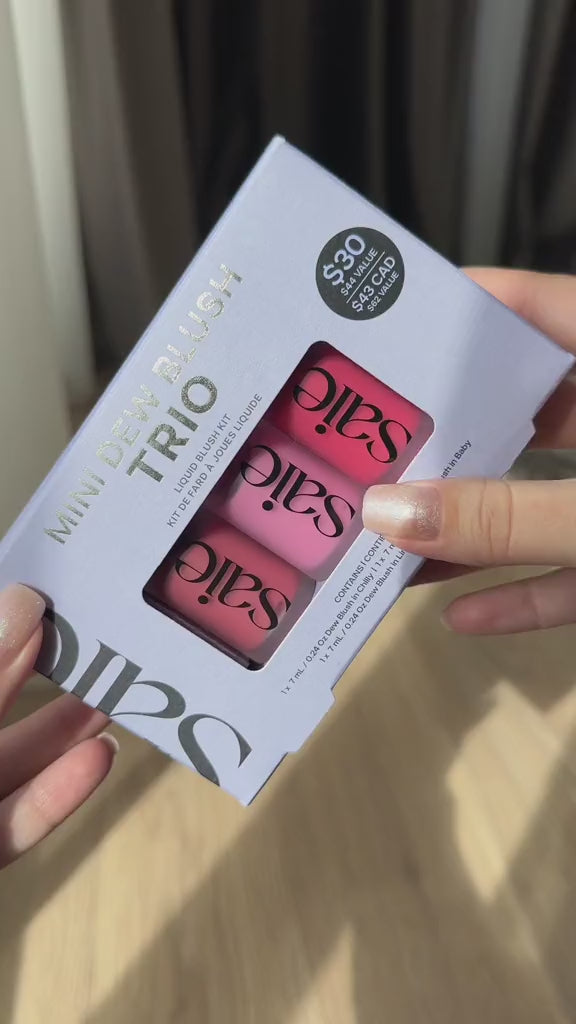 MINI DEW BLUSH
TRIO
LIQUID BLUSH KIT
KIT DE FARD À JOUES LIQUIDE
$30
$44 VALUE
$43 CAD
$62 VALUE
saie
saie
saie
CONTAINS I
1 x 7 mL / 0.24 Oz Dew Blush in Chilly I 1 x 7
in Baby
1 x 7 mL / 0.24 Oz Dew Blush in
saie